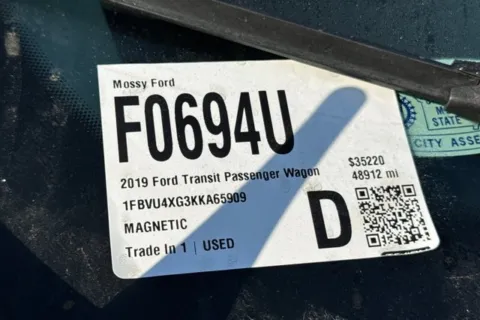 Mossy Ford
F0694U
2019 Ford Transit Passenger Wagon
$35220
1FBVU4XG3KKA65909
48912 mi
MAGNETIC
D
Trade In 1 | USED
STATE
CITY ASSE